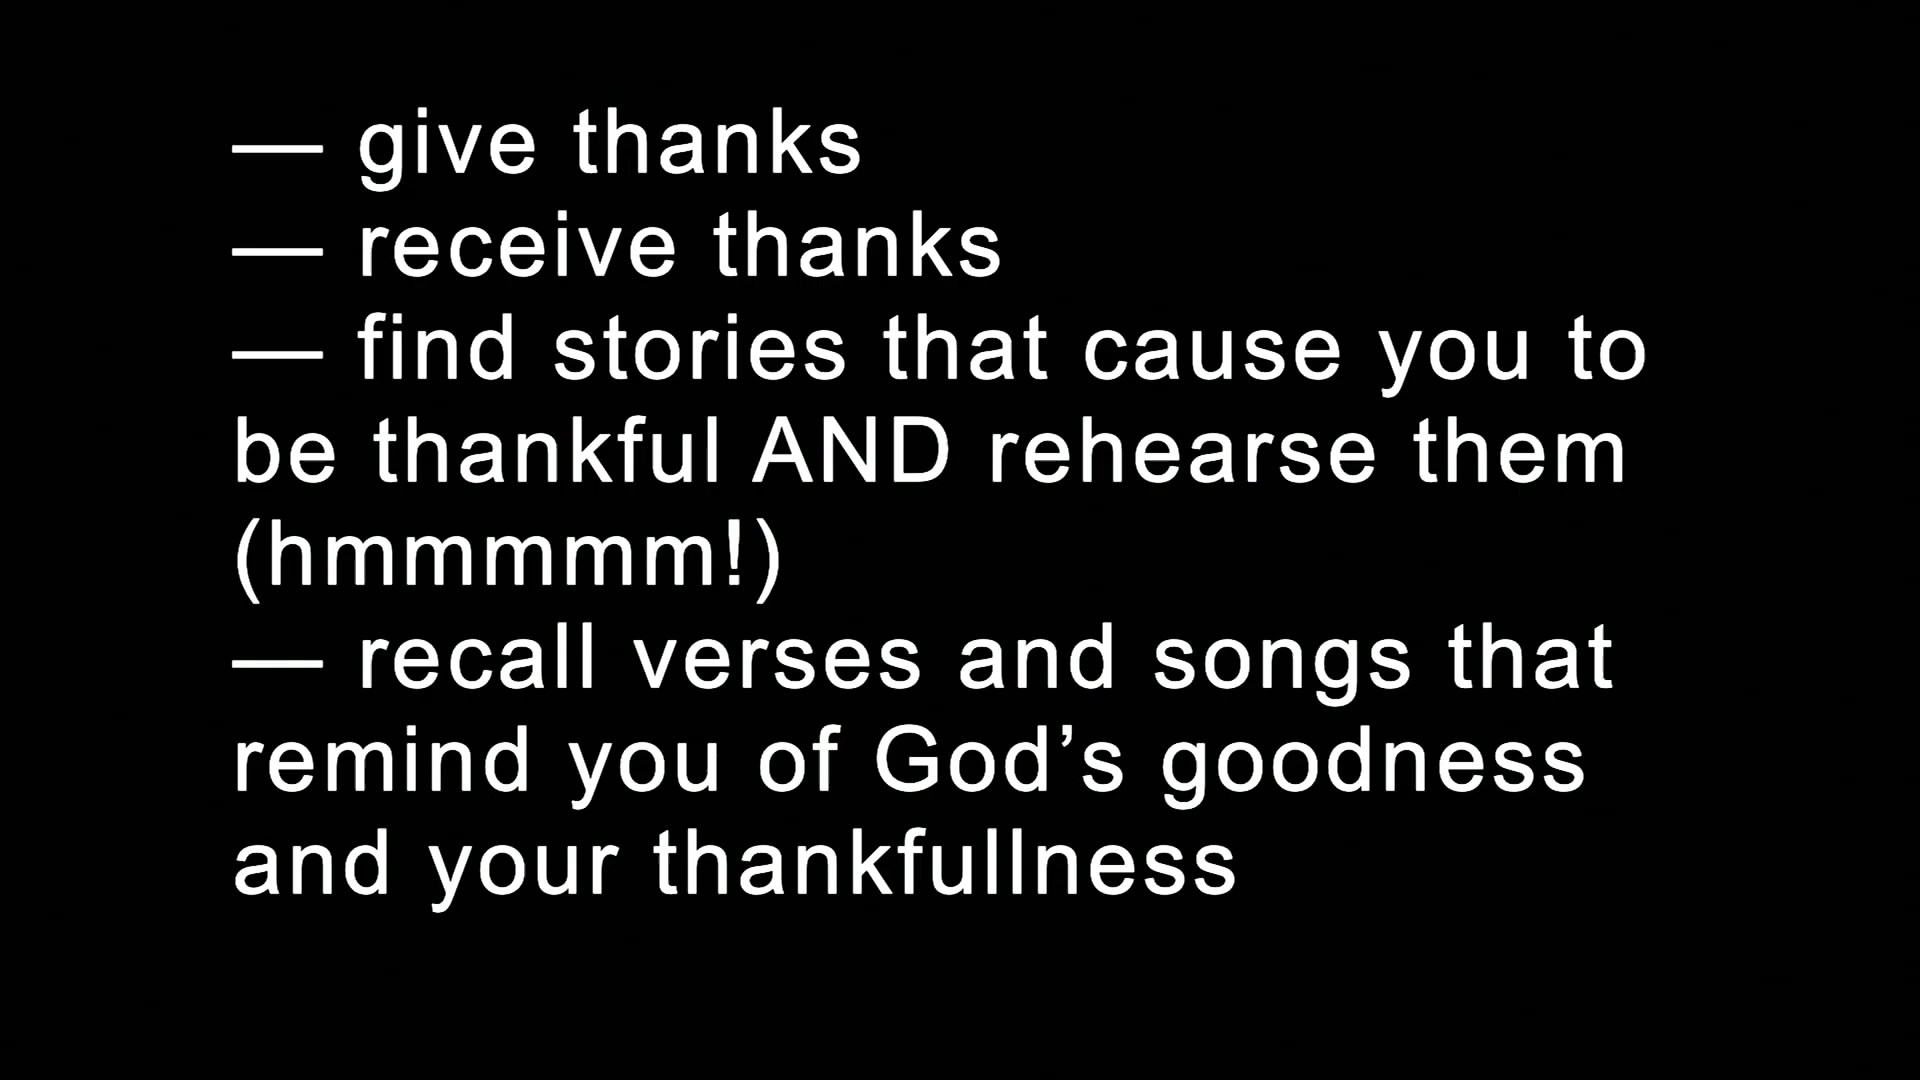 — give thanks
— receive thanks
— find stories that cause you to
be thankful AND rehearse them
(hmmmmm!)
— recall verses and songs that
remind you of God’s goodness
and your thankfullness